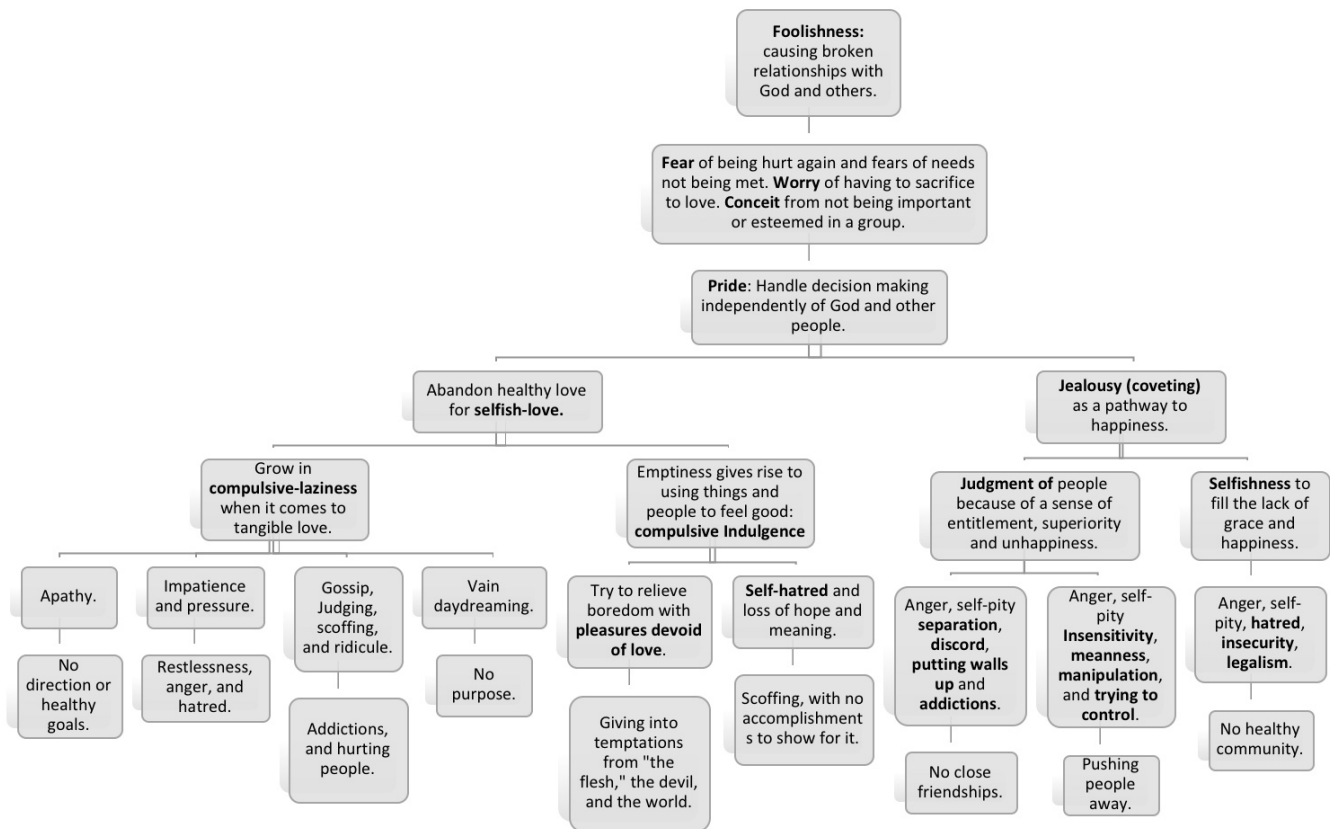 Foolishness:
causing broken
relationships with
God and others.
Fear of being hurt again and fears of needs
not being met. Worry of having to sacrifice
to love. Conceit from not being important
or esteemed in a group.
Pride: Handle decision making
independently of God and other
people.
Abandon healthy love
for selfish-love.
Jealousy (coveting)
as a pathway to
happiness.
Grow in
compulsive-laziness
when it comes to
tangible love.
Emptiness gives rise to
using things and
people to feel good:
compulsive Indulgence
Judgment of people
because of a sense of
entitlement, superiority
and unhappiness.
Selfishness to
fill the lack of
grace and
happiness.
Apathy.
No
direction or
healthy
goals.
Impatience
and pressure.
Restlessness,
anger, and
hatred.
Gossip,
Judging,
scoffing,
and ridicule.
Addictions,
and hurting
people.
Vain
daydreaming.
No
purpose.
Try to relieve
boredom with
pleasures devoid
of love.
Giving into
temptations
from "the
flesh," the devil,
and the world.
Self-hatred and
loss of hope and
meaning.
Scoffing, with no
accomplishment
s to show for it.
Anger, self-pity
separation,
discord,
putting walls
up and
addictions.
No close
friendships.
Anger, self-
pity
Insensitivity,
meanness,
manipulation,
and trying to
control.
Pushing
people
away.
Anger, self-
pity, hatred,
insecurity,
legalism.
No healthy
community.